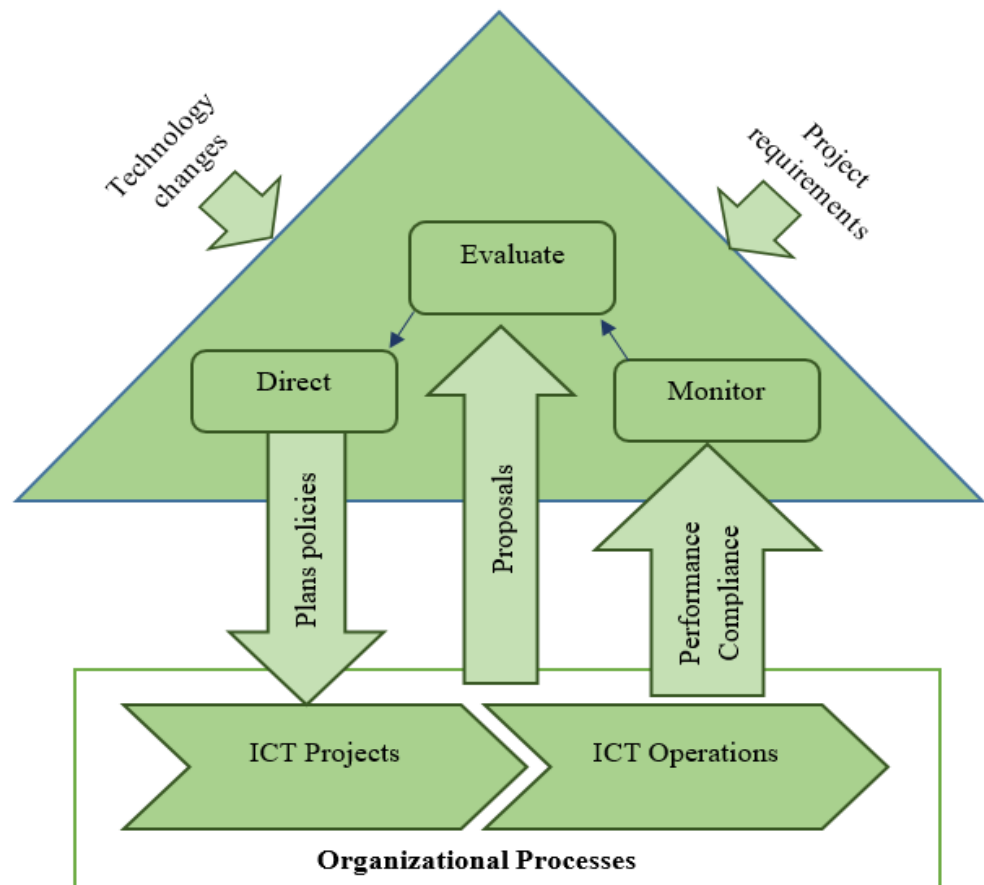 Technology
changes
Project
requirements
Evaluate
Direct
Monitor
Plans policies
Proposals
Performance
Compliance
ICT Projects
ICT Operations
Organizational Processes